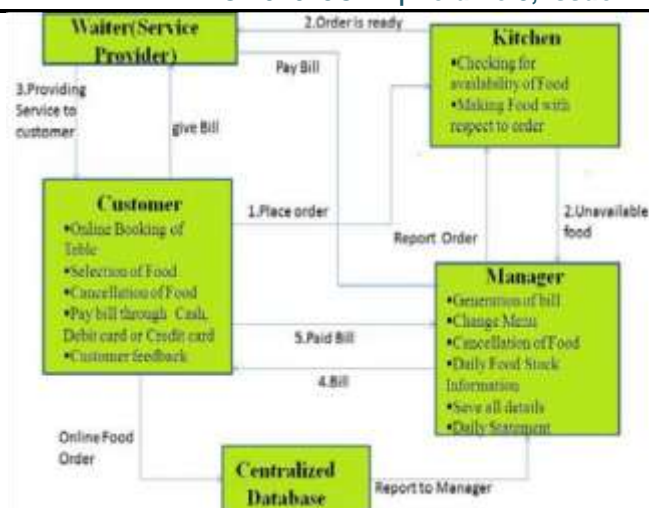 Waiter(Service
Provider)
2.Order is ready
Kitchen
•Checking for
availability of Food
•Making Food with
respect to order
Pay Bill
3.Providing
Service to
customer
give Bill
Customer
•Online Booking of
Table
•Selection of Food
•Cancellation of Food
•Pay bill through Cash,
Debit card or Credit card
•Customer feedback
1.Place order
Report Order
2.Unavailable
food
Manager
•Generation of bill
•Change Menu
•Cancellation of Food
•Daily Food Stock
Information
•Save all details
•Daily Statement
5.Paid Bill
4.Bill
Online Food
Order
Centralized
Database
Report to Manager